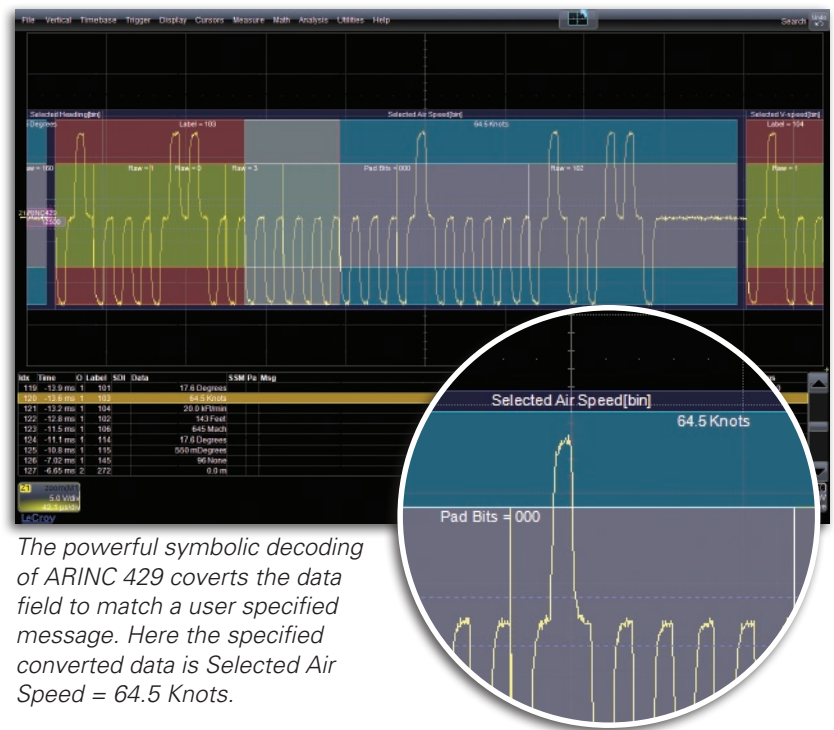 File Vertical Timebase Trigger Display Cursors Measure Math Analysis Utilities Help Search Undo
Selected Heading[bin] Selected Air Speed[bin] Selected V-speed[bin]
Degrees Label = 103 64.5 Knots Label = 104
Raw = 1 Raw = 0 Raw = 3 Pad Bits = 000 Raw = 102 Raw = 1
ARINC429
Idx Time O Label SDI Data SSM Pa Msg
119 -13.9 ms 1 101 17.6 Degrees
120 -13.6 ms 1 103 64.5 Knots
121 -13.2 ms 1 104 20.0 kFt/min
122 -12.8 ms 1 102 143 Feet
123 -11.5 ms 1 106 645 Mach
124 -11.1 ms 1 114 17.6 Degrees
125 -10.8 ms 1 115 550 mDegrees
126 -7.02 ms 1 145 96 None
127 -6.65 ms 2 272 0.0 m
Z1
5.0 V/div
LeCroy
Selected Air Speed[bin]
64.5 Knots
Pad Bits = 000
The powerful symbolic decoding
of ARINC 429 coverts the data
field to match a user specified
message. Here the specified
converted data is Selected Air
Speed = 64.5 Knots.